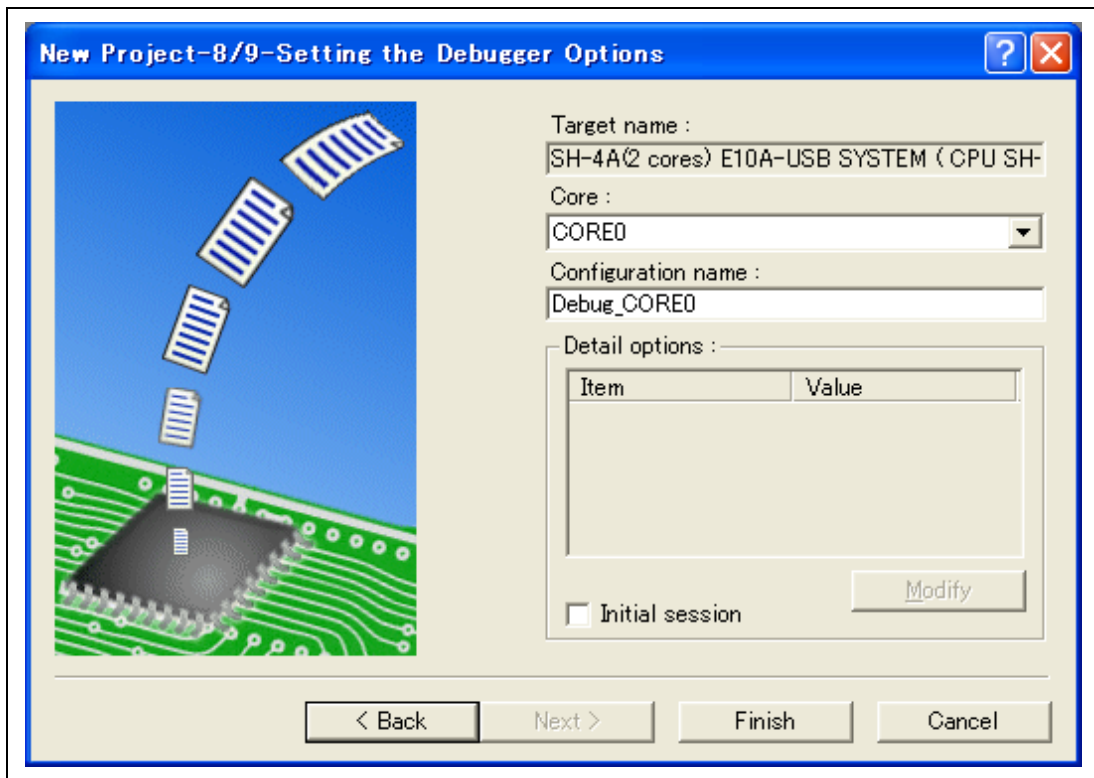 New Project-8/9-Setting the Debugger Options
Target name :
SH-4A(2 cores) E10A-USB SYSTEM ( CPU SH-
Core :
CORE0
Configuration name :
Debug_CORE0
Detail options :
Item Value
Modify
Initial session
< Back Next > Finish Cancel